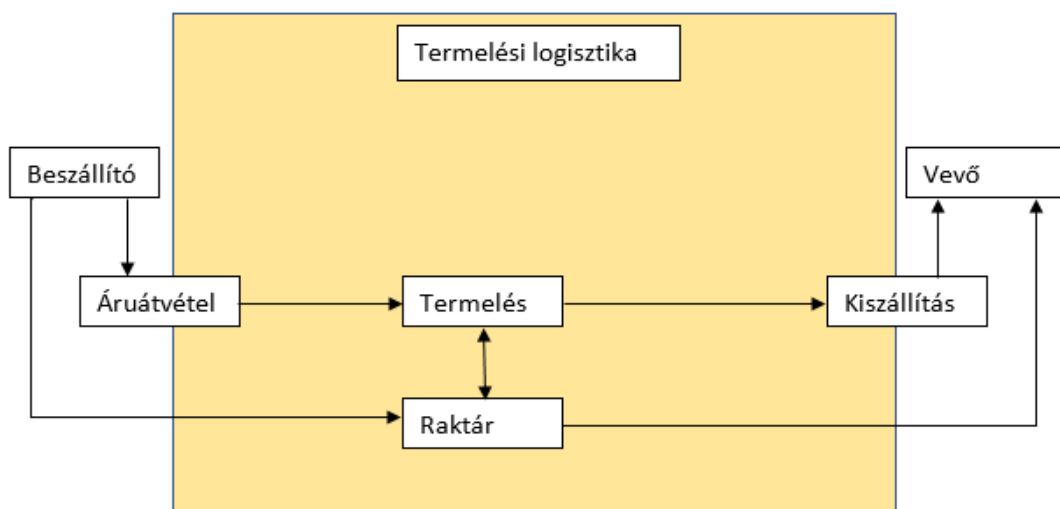 Termelési logisztika
Beszállító
Vevő
Áruátvétel
Termelés
Kiszállítás
Raktár